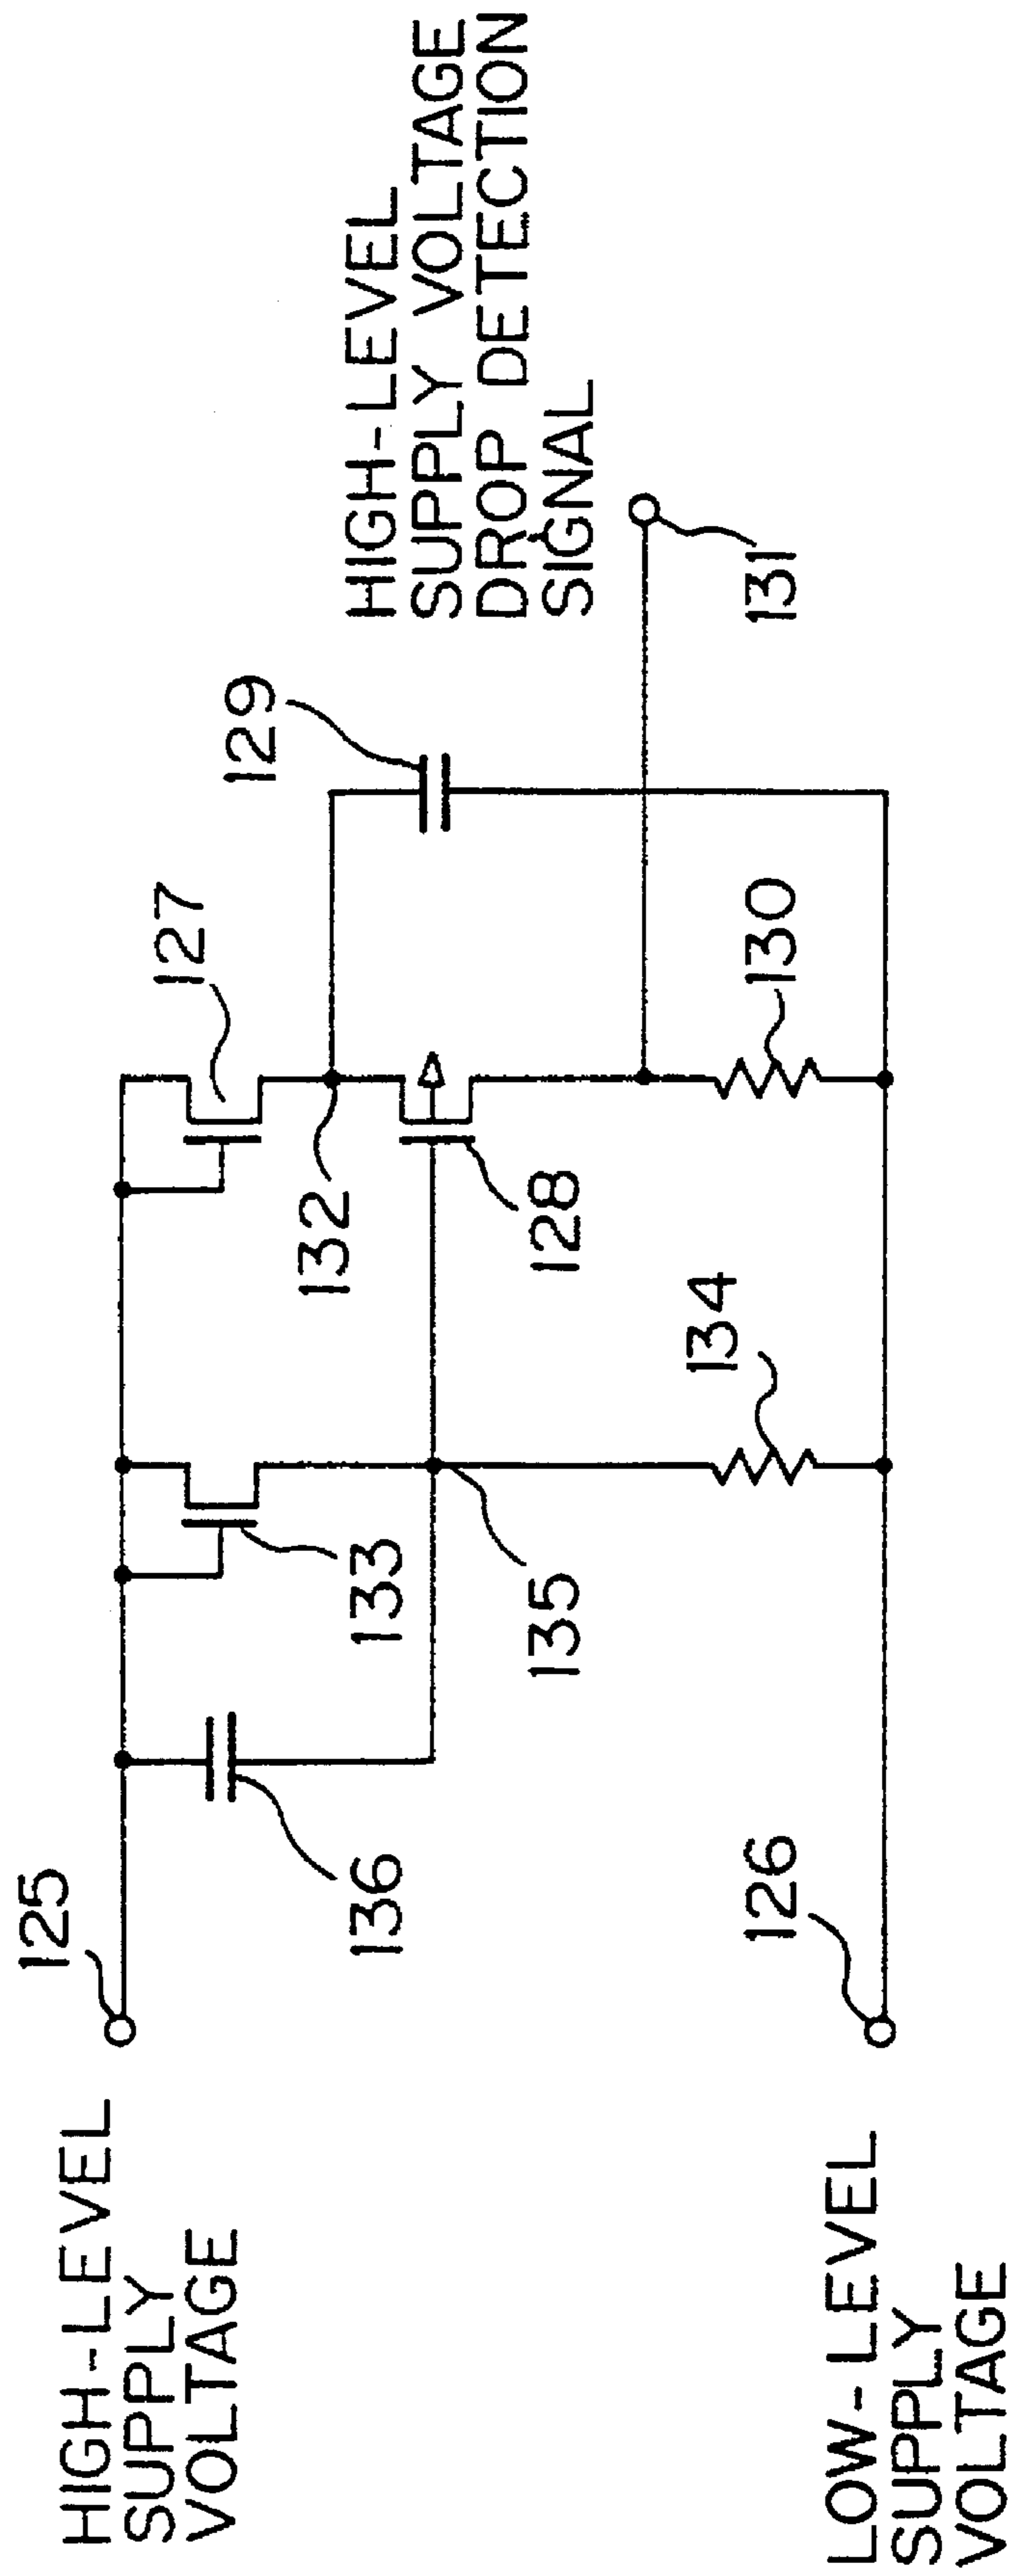 HIGH-LEVEL
SUPPLY
VOLTAGE
125
136
133
135
134
132
128
127
129
130
131
126
HIGH-LEVEL
SUPPLY VOLTAGE
DROP DETECTION
SIGNAL
LOW-LEVEL
SUPPLY
VOLTAGE